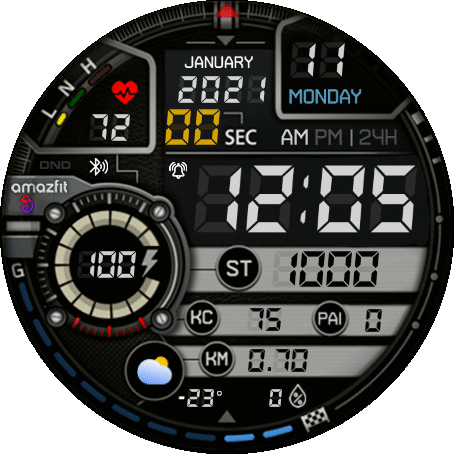 JANUARY
2021
11
MONDAY
L N H
72
00 SEC
AM PM | 24H
DND
amazfit
12:05
100
ST 1000
G
KC 75 PAI 0
KM 0.70
-23° 0 %